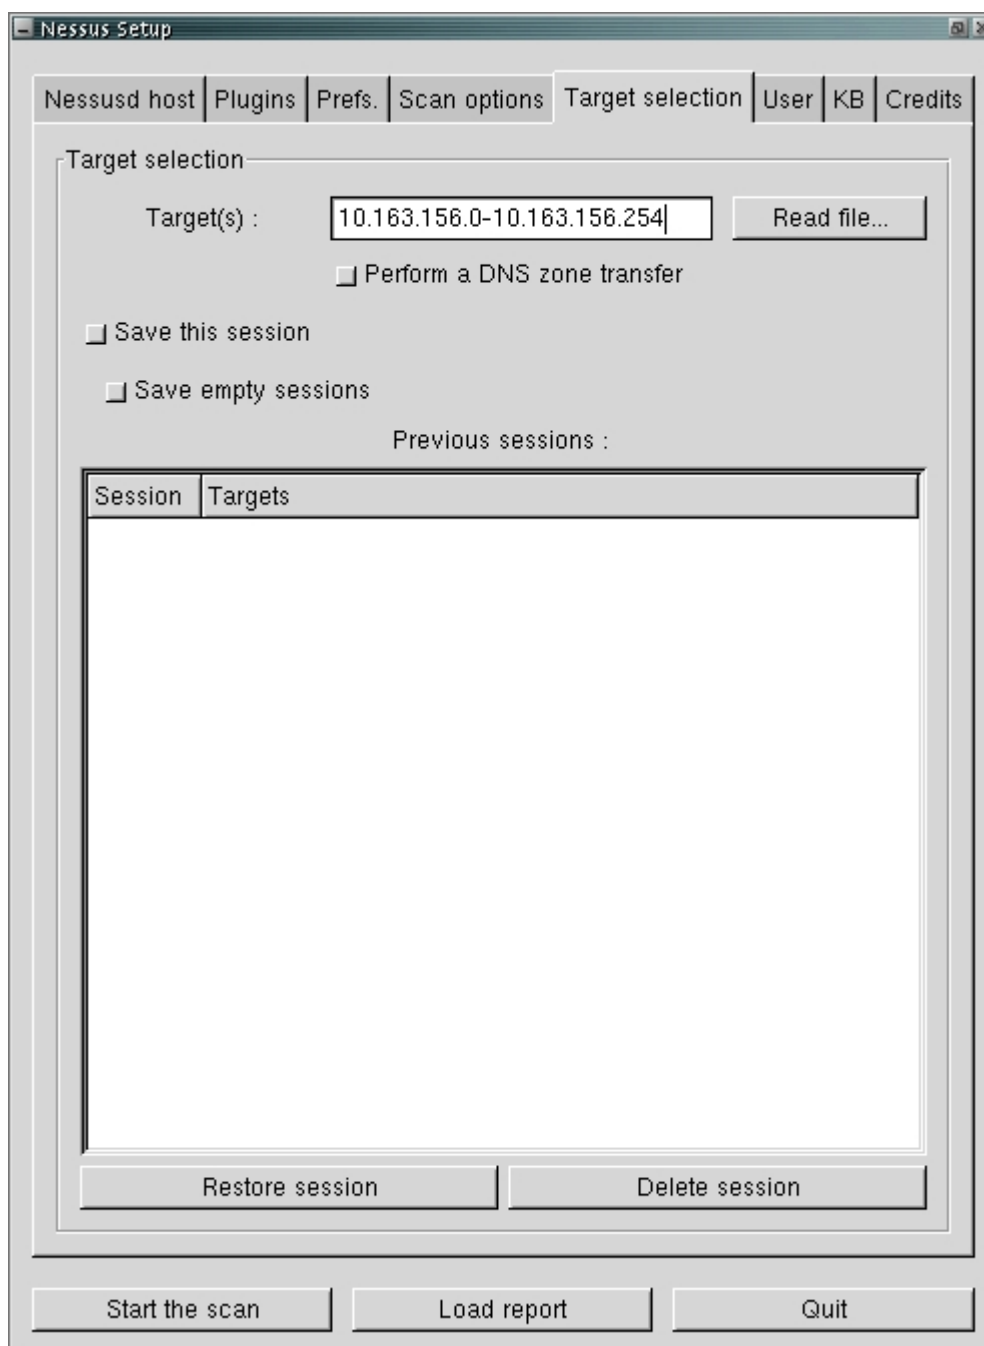 Nessus Setup
Nessusd host Plugins Prefs. Scan options Target selection User KB Credits
Target selection
Target(s) : 10.163.156.0-10.163.156.254 Read file...
Perform a DNS zone transfer
Save this session
Save empty sessions
Previous sessions :
Session Targets
Restore session Delete session
Start the scan Load report Quit